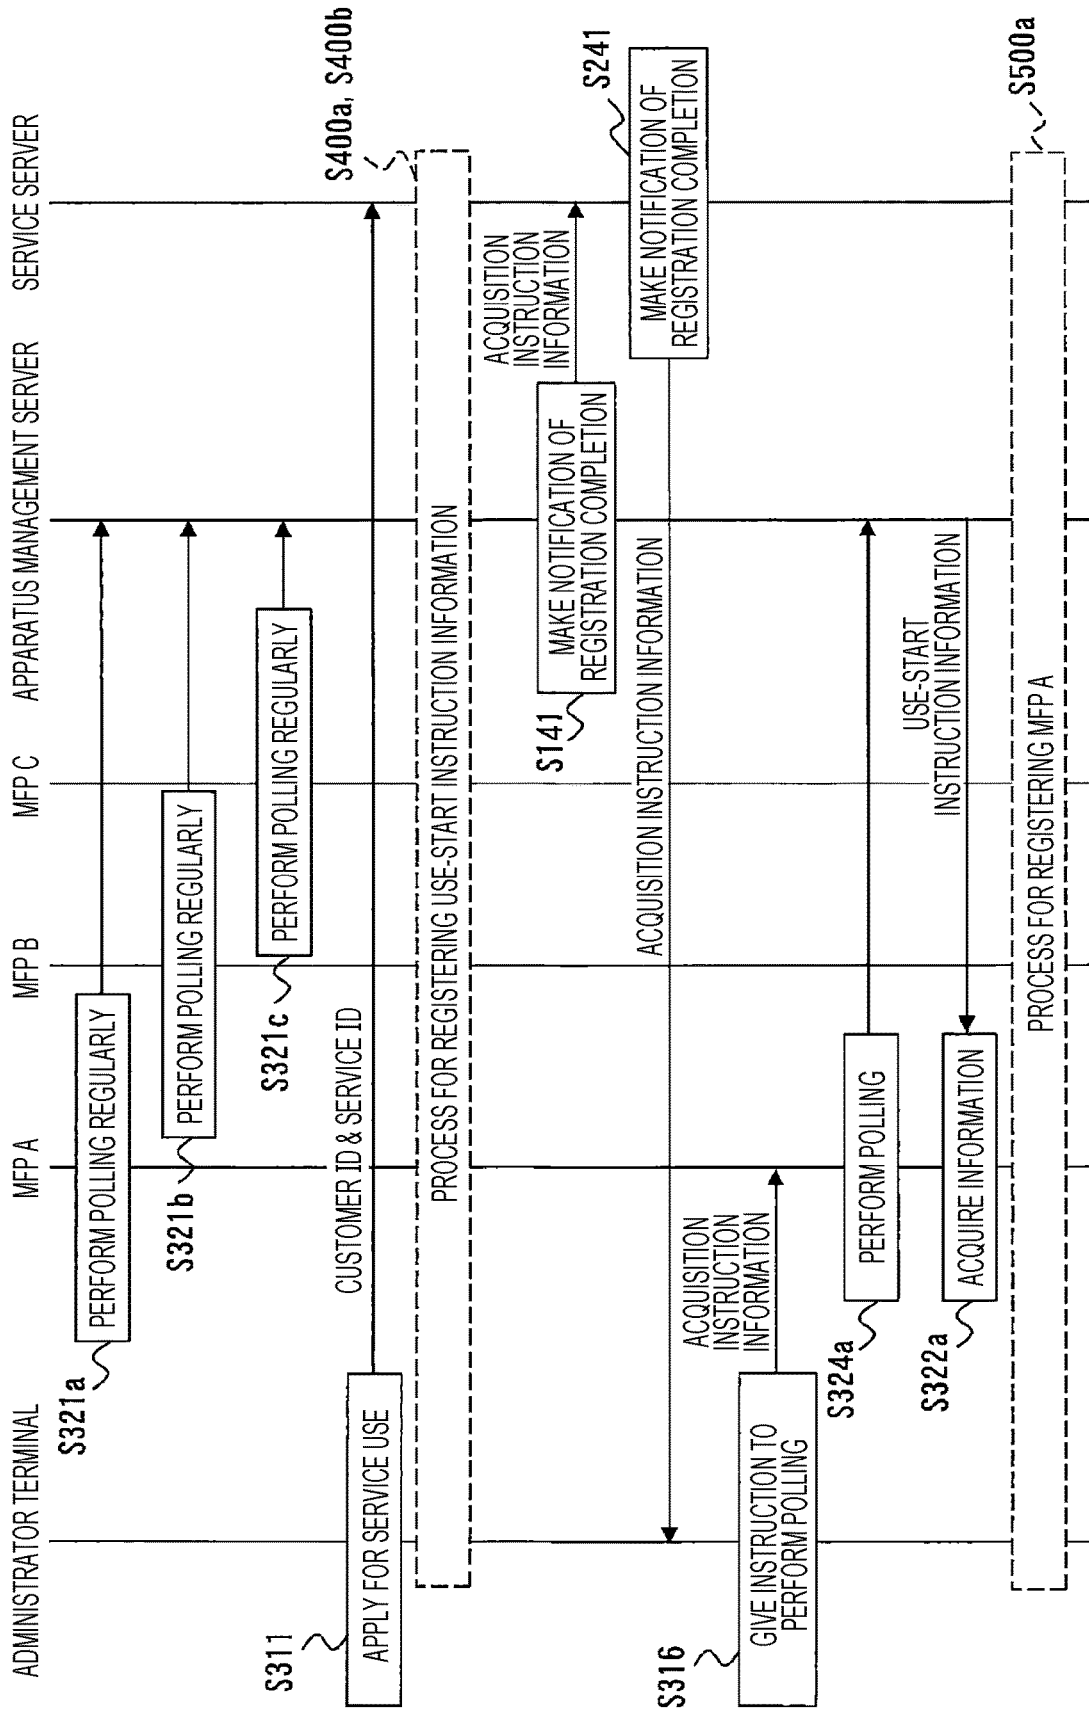 ADMINISTRATOR TERMINAL
MFP A
MFP B
MFP C
APPARATUS MANAGEMENT SERVER
SERVICE SERVER
S321a
PERFORM POLLING REGULARLY
S321b
PERFORM POLLING REGULARLY
S321c
PERFORM POLLING REGULARLY
S311
APPLY FOR SERVICE USE
CUSTOMER ID & SERVICE ID
S400a, S400b
PROCESS FOR REGISTERING USE-START INSTRUCTION INFORMATION
S141
MAKE NOTIFICATION OF
REGISTRATION COMPLETION
ACQUISITION
INSTRUCTION
INFORMATION
S241
MAKE NOTIFICATION OF
REGISTRATION COMPLETION
ACQUISITION INSTRUCTION INFORMATION
S316
GIVE INSTRUCTION TO
PERFORM POLLING
ACQUISITION
INSTRUCTION
INFORMATION
S324a
PERFORM POLLING
S322a
ACQUIRE INFORMATION
USE-START
INSTRUCTION INFORMATION
S500a
PROCESS FOR REGISTERING MFP A